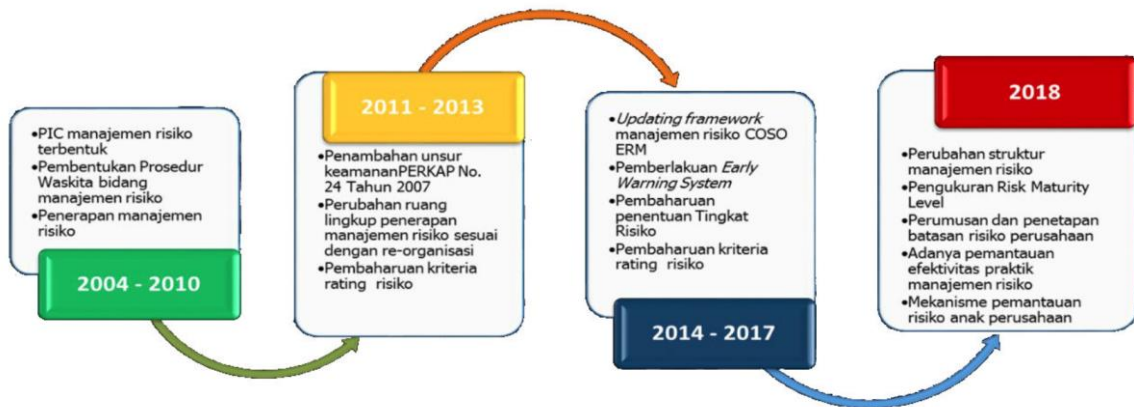 •PIC manajemen risiko
terbentuk
•Pembentukan Prosedur
Waskita bidang
manajemen risiko
•Penerapan manajemen
risiko
2004 - 2010
2011 - 2013
•Penambahan unsur
keamananPERKAP No.
24 Tahun 2007
•Perubahan ruang
lingkup penerapan
manajemen risiko sesuai
dengan re-organisasi
•Pembaharuan kriteria
rating risiko
•Updating framework
manajemen risiko COSO
ERM
•Pemberlakuan Early
Warning System
•Pembaharuan
penentuan Tingkat
Risiko
•Pembaharuan kriteria
rating risiko
2014 - 2017
2018
•Perubahan struktur
manajemen risiko
•Pengukuran Risk Maturity
Level
•Perumusan dan penetapan
batasan risiko perusahaan
•Adanya pemantauan
efektivitas praktik
manajemen risiko
•Mekanisme pemantauan
risiko anak perusahaan